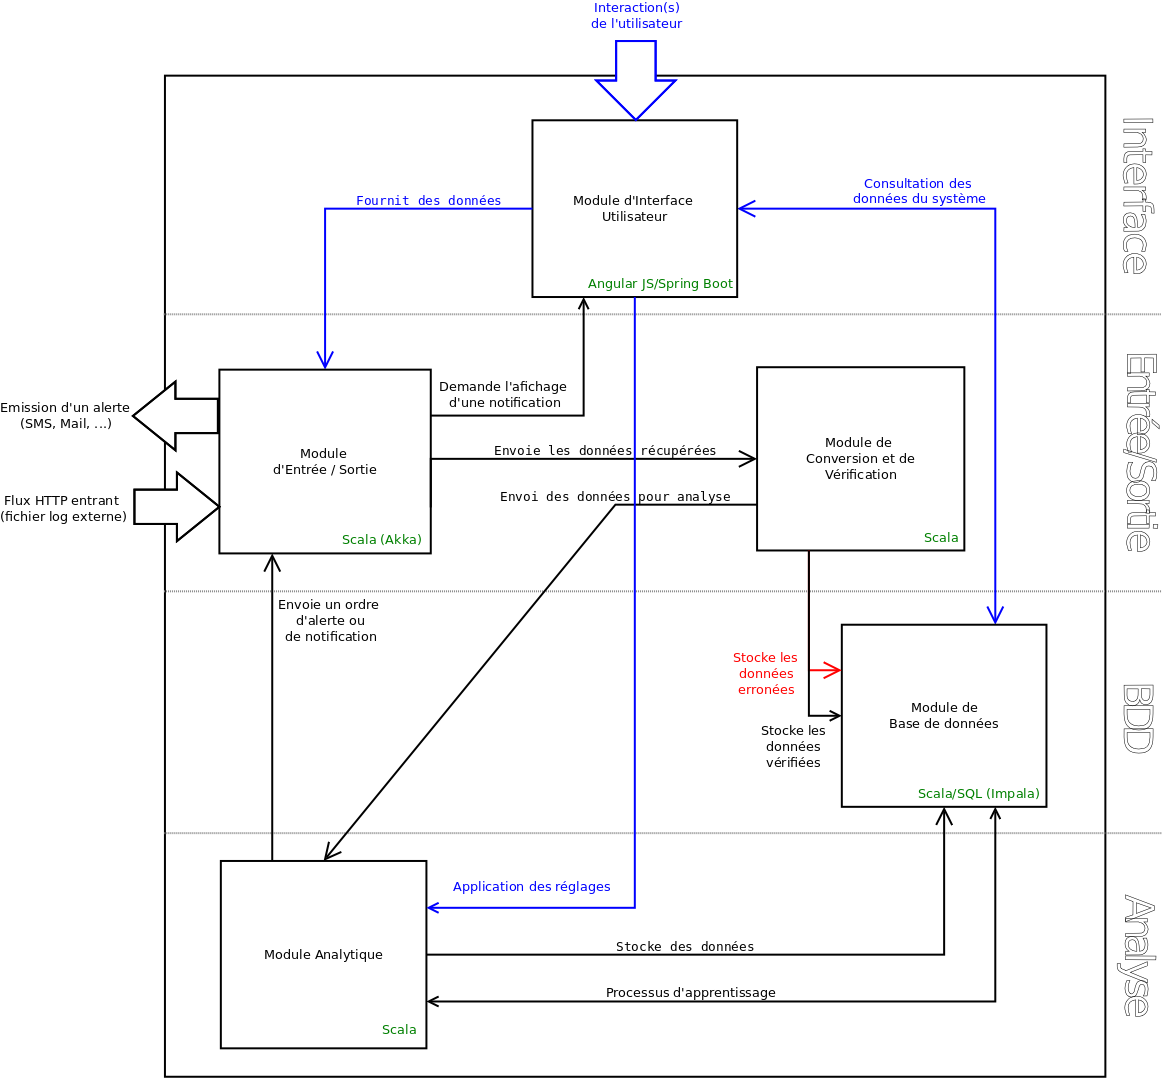 Interaction(s)
de l'utilisateur
Interface
Module d'Interface
Utilisateur
Angular JS/Spring Boot
Fournit des données
Consultation des
données du système
Entrée/Sortie
Emission d'un alerte
(SMS, Mail, ...)
Flux HTTP entrant
(fichier log externe)
Module
d'Entrée / Sortie
Scala (Akka)
Demande l'afichage
d'une notification
Envoie les données récupérées
Envoi des données pour analyse
Module de
Conversion et de
Vérification
Scala
BDD
Envoie un ordre
d'alerte ou
de notification
Stocke les
données
erronées
Stocke les
données
vérifiées
Module de
Base de données
Scala/SQL (Impala)
Analyse
Module Analytique
Scala
Application des réglages
Stocke des données
Processus d'apprentissage